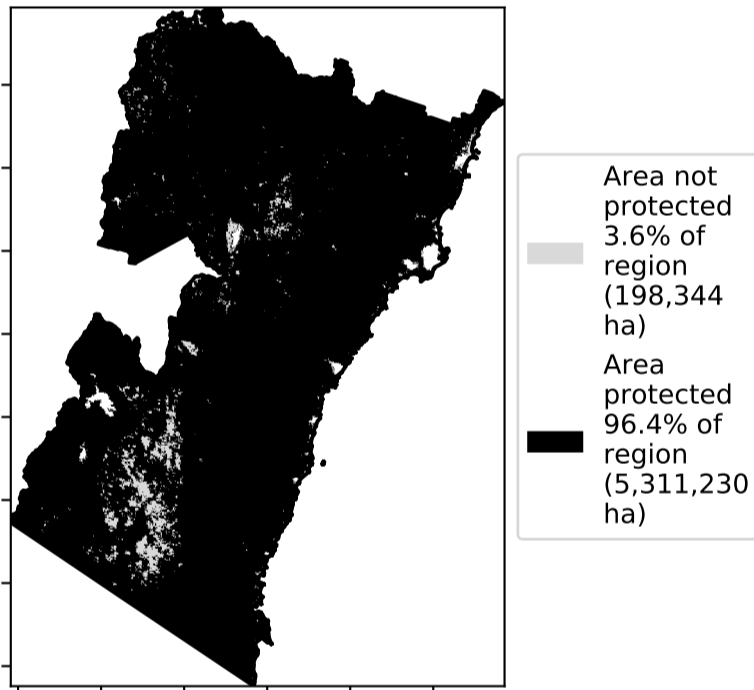 Area not
protected
3.6% of
region
(198,344
ha)
Area
protected
96.4% of
region
(5,311,230
ha)